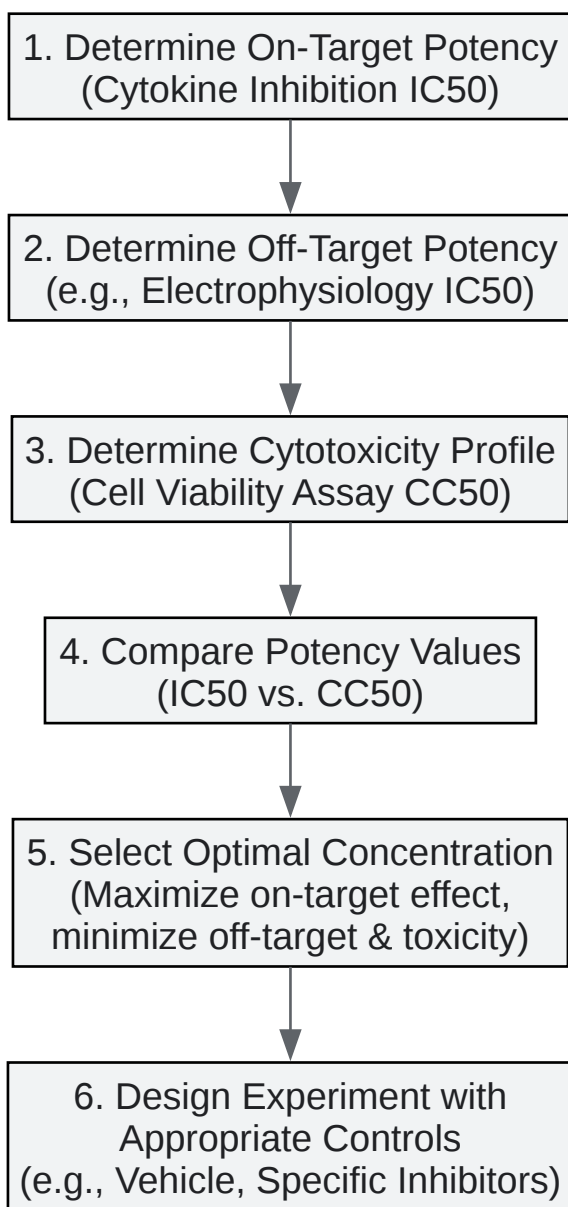 1. Determine On-Target Potency
(Cytokine Inhibition IC50)
2. Determine Off-Target Potency
(e.g., Electrophysiology IC50)
3. Determine Cytotoxicity Profile
(Cell Viability Assay CC50)
4. Compare Potency Values
(IC50 vs. CC50)
5. Select Optimal Concentration
(Maximize on-target effect,
minimize off-target & toxicity)
6. Design Experiment with
Appropriate Controls
(e.g., Vehicle, Specific Inhibitors)